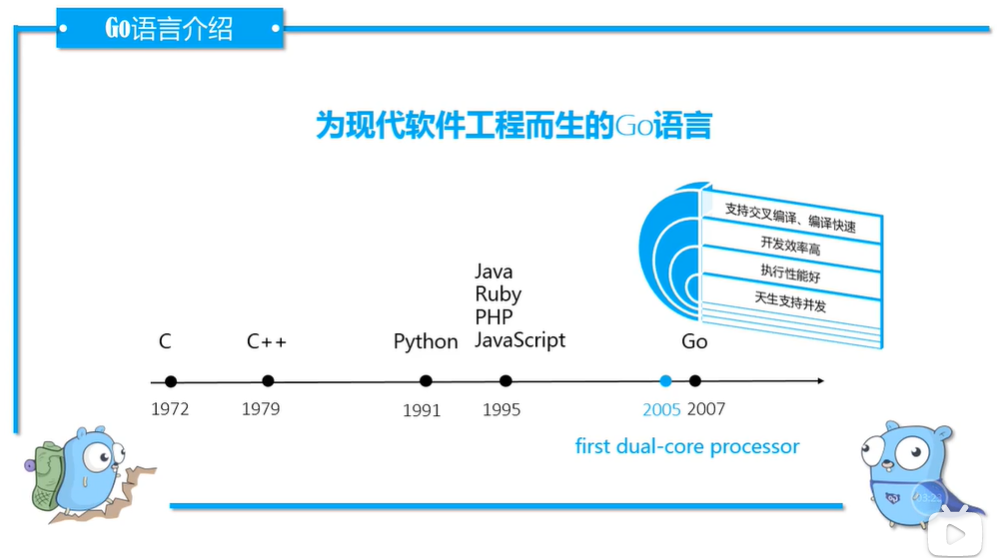 Go语言介绍
为现代软件工程而生的Go语言
支持交叉编译、编译快速
开发效率高
执行性能好
天生支持并发
Java
Ruby
PHP
C C++ Python JavaScript Go
1972 1979 1991 1995 2005 2007
first dual-core processor